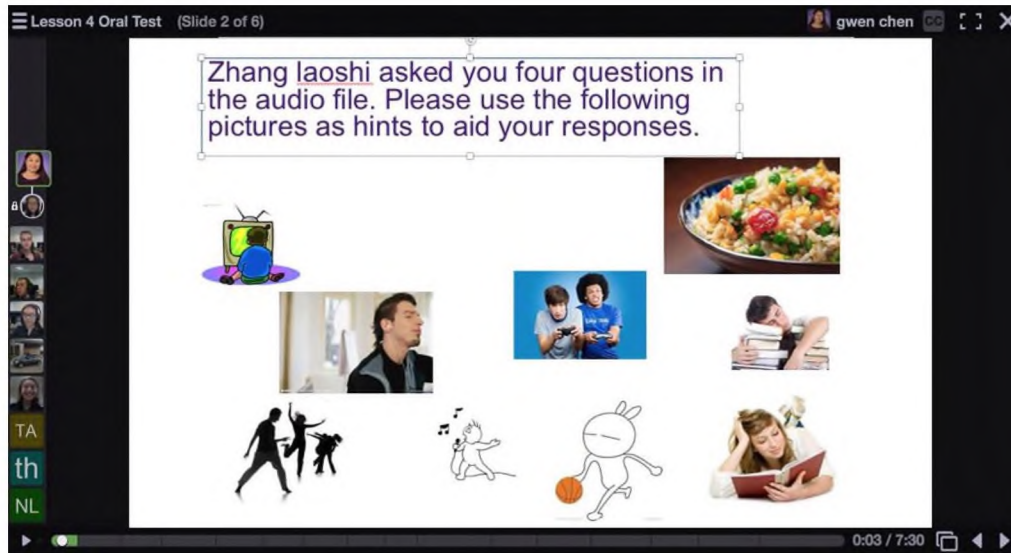 Lesson 4 Oral Test (Slide 2 of 6) gwen chen CC
Zhang laoshi asked you four questions in
the audio file. Please use the following
pictures as hints to aid your responses.
TA
th
NL
0:03 / 7:30